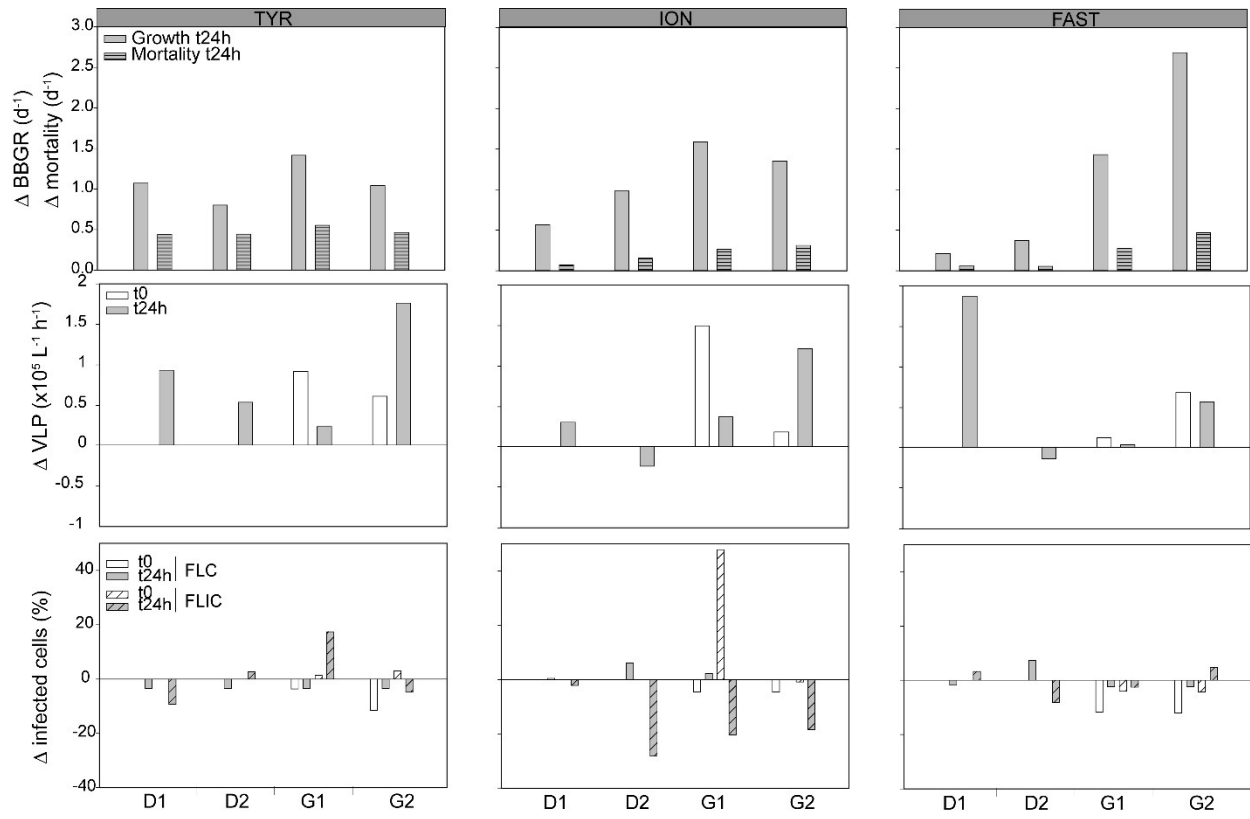 TYR
ION
FAST
3.0
2.5
2.0
1.5
1.0
0.5
0.0
Δ BBGR (d⁻¹)
Δ mortality (d⁻¹)
Growth t24h
Mortality t24h
2
1.5
1
0.5
0
-0.5
-1
Δ VLP (x10⁵ L⁻¹ h⁻¹)
t0
t24h
40
20
0
-20
-40
Δ infected cells (%)
t0
t24h
FLC
t0
t24h
FLIC
D1 D2 G1 G2
D1 D2 G1 G2
D1 D2 G1 G2